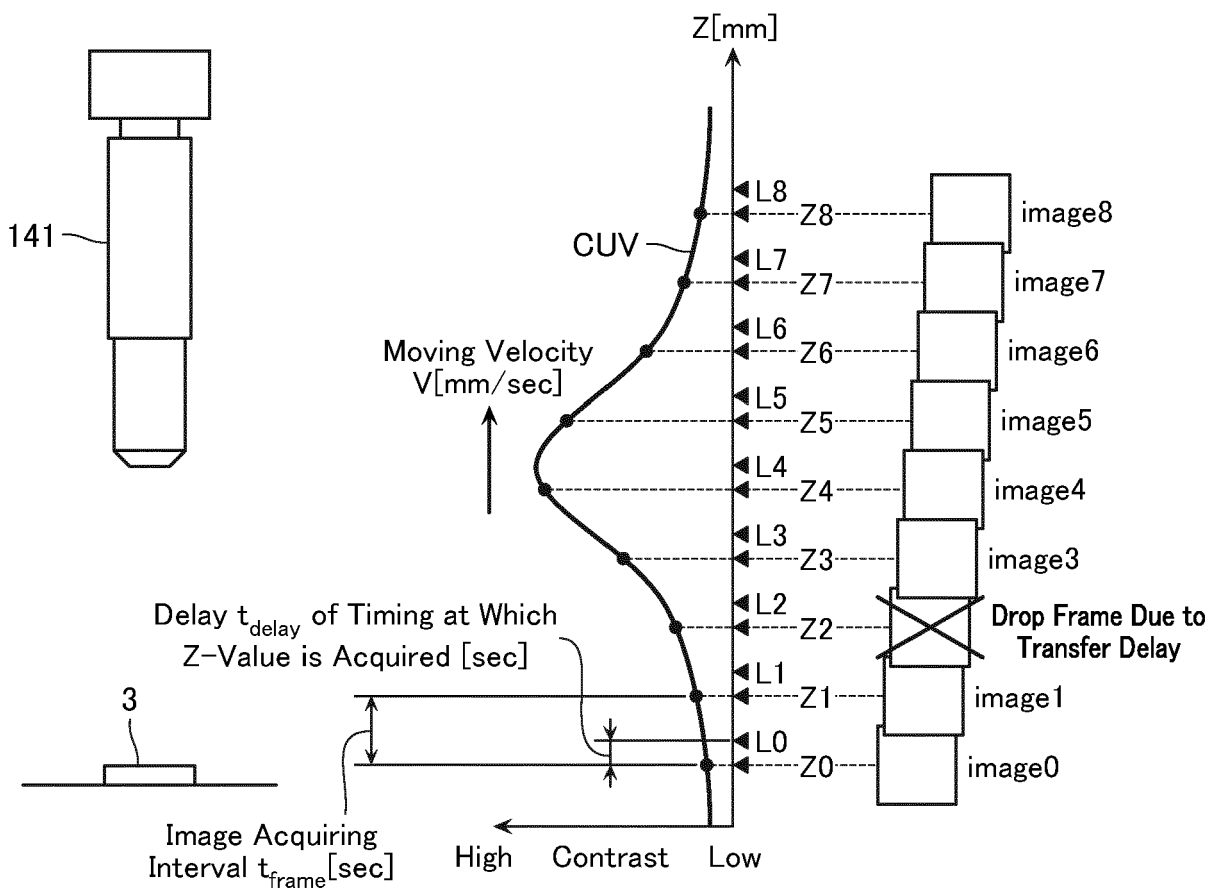 Z[mm]
141
CUV
Moving Velocity
V[mm/sec]
L8
Z8
image8
L7
Z7
image7
L6
Z6
image6
L5
Z5
image5
L4
Z4
image4
L3
Z3
image3
L2
Z2
Drop Frame Due to
Transfer Delay
L1
Z1
image1
L0
Z0
image0
Delay tdelay of Timing at Which
Z-Value is Acquired [sec]
3
Image Acquiring
Interval tframe[sec]
High Contrast Low